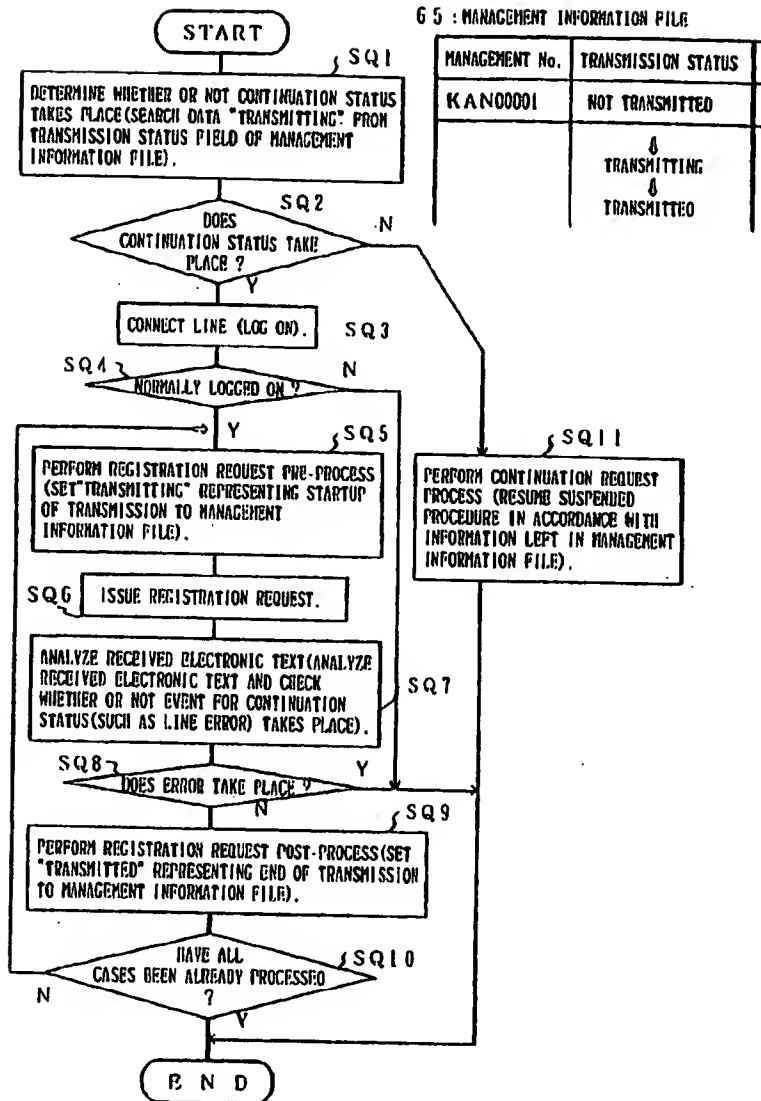 START
SQ1
DETERMINE WHETHER OR NOT CONTINUATION STATUS
TAKES PLACE(SEARCH DATA "TRANSMITTING" FROM
TRANSMISSION STATUS FIELD OF MANAGEMENT
INFORMATION FILE).
65 : MANAGEMENT INFORMATION FILE
MANAGEMENT No. TRANSMISSION STATUS
KAN00001 NOT TRANSMITTED
⇓
TRANSMITTING
⇓
TRANSMITTED
SQ2
DOES
CONTINUATION STATUS TAKE
PLACE ?
N
Y
CONNECT LINE (LOG ON).
SQ3
SQ4
NORMALLY LOGGED ON ?
N
Y
SQ5
PERFORM REGISTRATION REQUEST PRE-PROCESS
(SET"TRANSMITTING" REPRESENTING STARTUP
OF TRANSMISSION TO MANAGEMENT
INFORMATION FILE).
SQ11
PERFORM CONTINUATION REQUEST
PROCESS (RESUME SUSPENDED
PROCEDURE IN ACCORDANCE WITH
INFORMATION LEFT IN MANAGEMENT
INFORMATION FILE).
SQ6
ISSUE REGISTRATION REQUEST.
ANALYZE RECEIVED ELECTRONIC TEXT(ANALYZE
RECEIVED ELECTRONIC TEXT AND CHECK
WHETHER OR NOT EVENT FOR CONTINUATION
STATUS(SUCH AS LINE ERROR) TAKES PLACE).
SQ7
SQ8
DOES ERROR TAKE PLACE ?
Y
N
SQ9
PERFORM REGISTRATION REQUEST POST-PROCESS(SET
"TRANSMITTED" REPRESENTING END OF TRANSMISSION
TO MANAGEMENT INFORMATION FILE).
HAVE ALL
CASES BEEN ALREADY PROCESSED
?
SQ10
N
Y
END